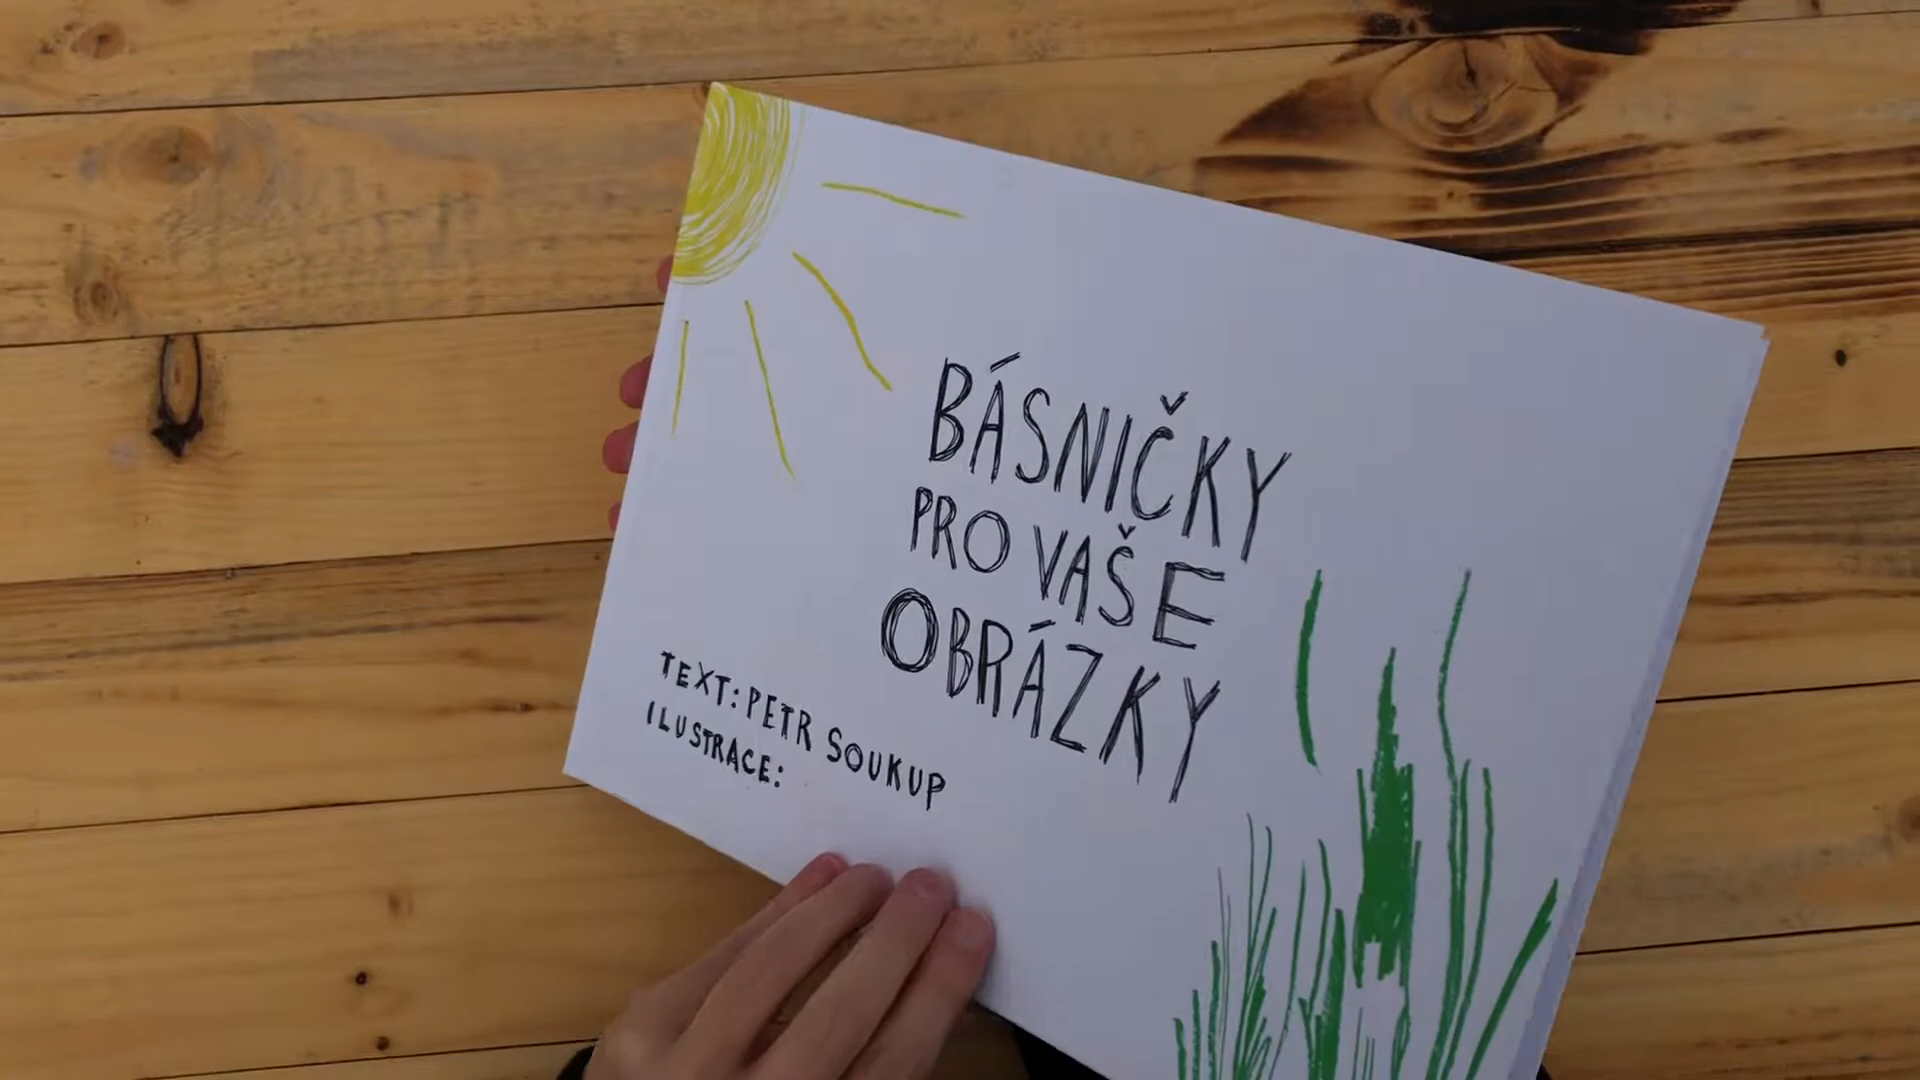 BÁSNIČKY
PRO VAŠE
OBRÁZKY
TEXT: PETR SOUKUP
ILUSTRACE: